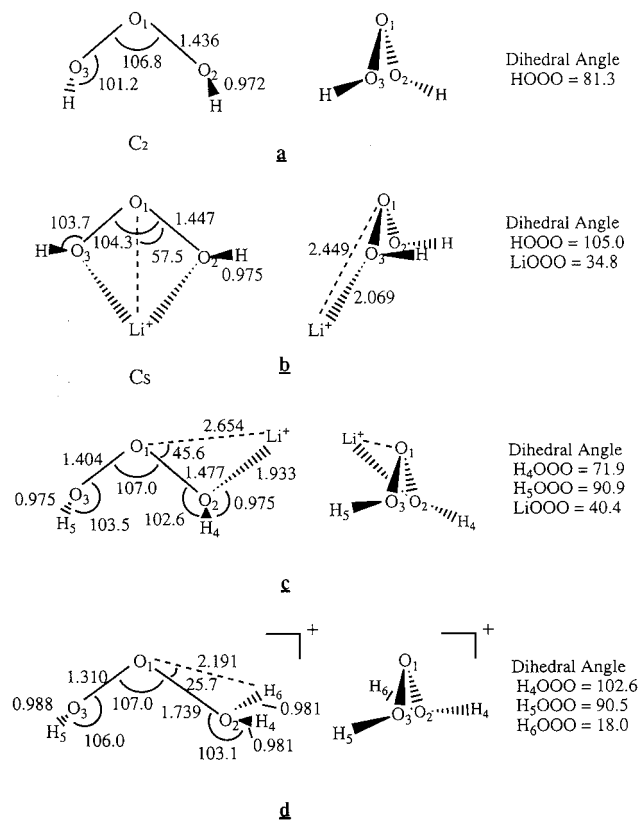 O1
1.436
O3
106.8
O2
101.2
0.972
H
H
C2
O1
O3
O2
H
H
Dihedral Angle
HOOO = 81.3
a
O1
103.7
1.447
H
O3
104.3
57.5
O2
H
0.975
Li+
Cs
O1
2.449
O2
H
O3
H
2.069
Li+
Dihedral Angle
HOOO = 105.0
LiOOO = 34.8
b
2.654
Li+
O1
45.6
1.404
1.477
1.933
0.975
O3
107.0
O2
0.975
H5
103.5
102.6
H4
Li+
O1
H5
O3
O2
H4
Dihedral Angle
H4OOO = 71.9
H5OOO = 90.9
LiOOO = 40.4
c
+
O1
2.191
1.310
25.7
H6
0.988
O3
107.0
1.739
0.981
H5
O2
H4
106.0
103.1
0.981
+
O1
H6
O3
O2
H4
H5
Dihedral Angle
H4OOO = 102.6
H5OOO = 90.5
H6OOO = 18.0
d